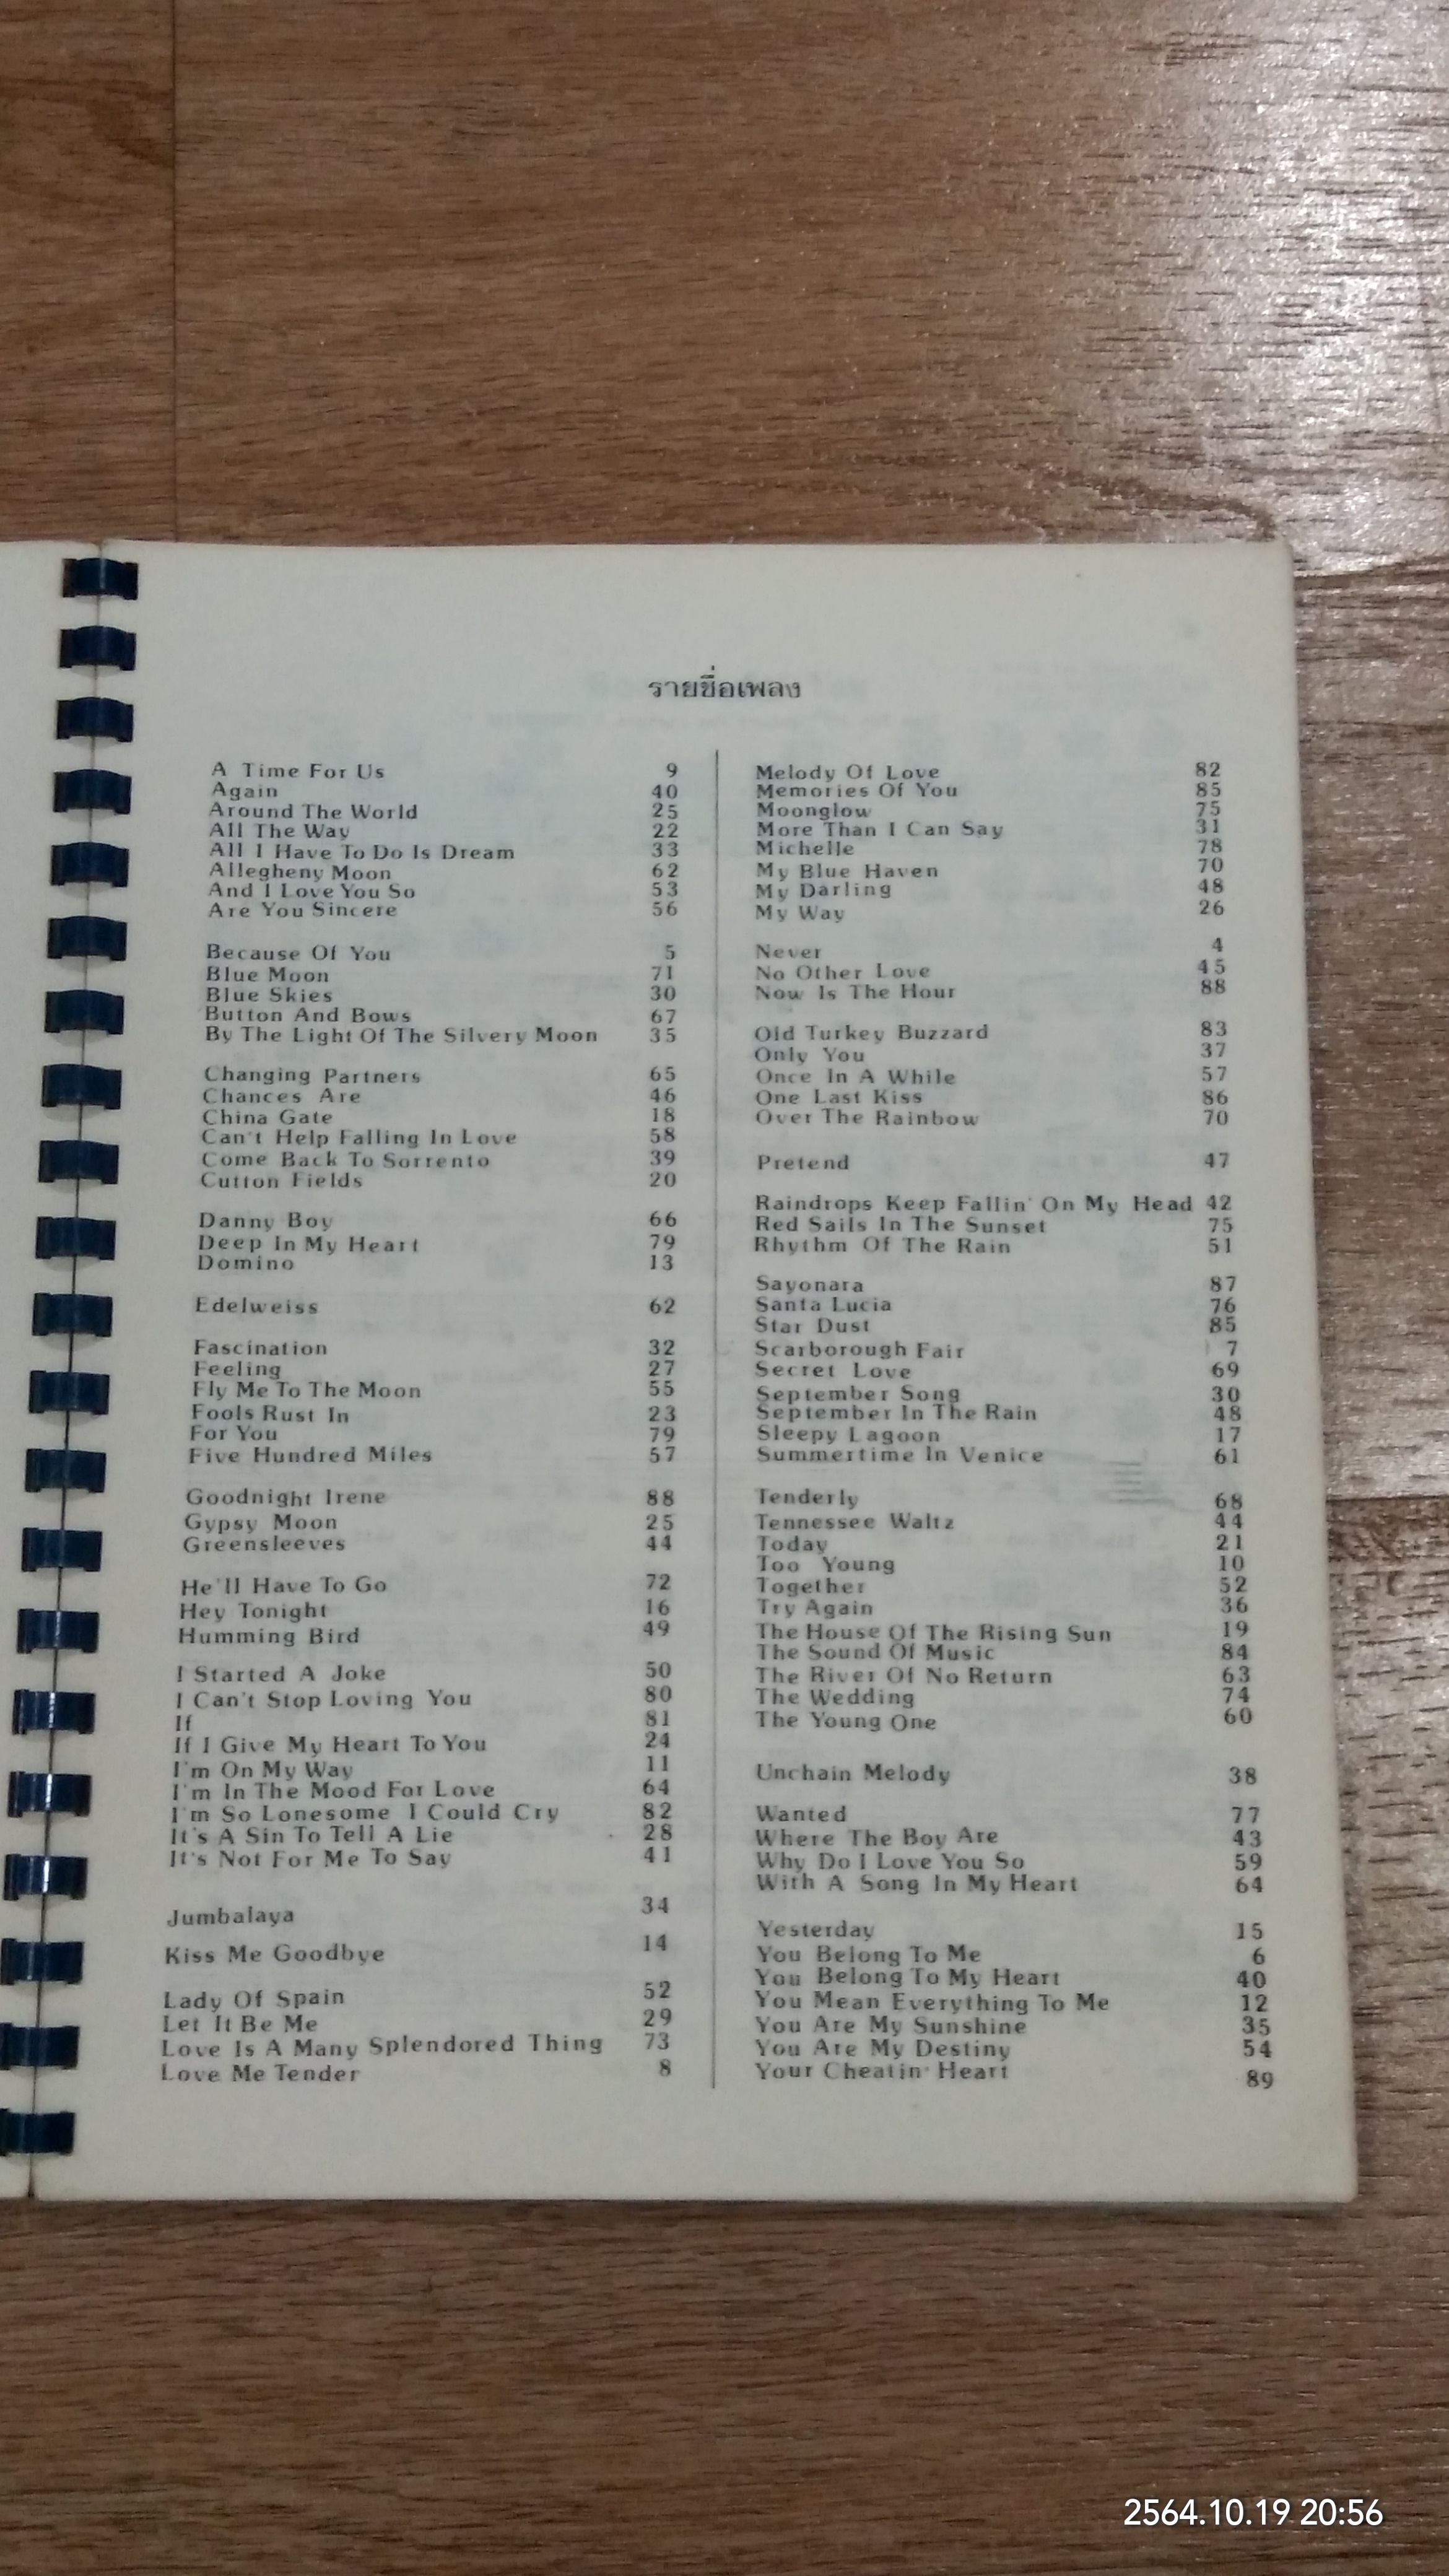 รายชื่อเพลง
A Time For Us 9
Again 40
Around The World 25
All The Way 22
All I Have To Do Is Dream 33
Allegheny Moon 62
And I Love You So 53
Are You Sincere 56
Because Of You 5
Blue Moon 71
Blue Skies 30
Button And Bows 67
By The Light Of The Silvery Moon 35
Changing Partners 65
Chances Are 46
China Gate 18
Can't Help Falling In Love 58
Come Back To Sorrento 39
Cutton Fields 20
Danny Boy 66
Deep In My Heart 79
Domino 13
Edelweiss 62
Fascination 32
Feeling 27
Fly Me To The Moon 55
Fools Rust In 23
For You 79
Five Hundred Miles 57
Goodnight Irene 88
Gypsy Moon 25
Greensleeves 44
He'll Have To Go 72
Hey Tonight 16
Humming Bird 49
I Started A Joke 50
I Can't Stop Loving You 80
If 81
If I Give My Heart To You 24
I'm On My Way 11
I'm In The Mood For Love 64
I'm So Lonesome I Could Cry 82
It's A Sin To Tell A Lie 28
It's Not For Me To Say 41
Jumbalaya 34
Kiss Me Goodbye 14
Lady Of Spain 52
Let It Be Me 29
Love Is A Many Splendored Thing 73
Love Me Tender 8
Melody Of Love 82
Memories Of You 85
Moonglow 75
More Than I Can Say 31
Michelle 78
My Blue Haven 70
My Darling 48
My Way 26
Never 4
No Other Love 45
Now Is The Hour 88
Old Turkey Buzzard 83
Only You 37
Once In A While 57
One Last Kiss 86
Over The Rainbow 70
Pretend 47
Raindrops Keep Fallin' On My Head 42
Red Sails In The Sunset 75
Rhythm Of The Rain 51
Sayonara 87
Santa Lucia 76
Star Dust 85
Scarborough Fair 7
Secret Love 69
September Song 30
September In The Rain 48
Sleepy Lagoon 17
Summertime In Venice 61
Tenderly 68
Tennessee Waltz 44
Today 21
Too Young 10
Together 52
Try Again 36
The House Of The Rising Sun 19
The Sound Of Music 84
The River Of No Return 63
The Wedding 74
The Young One 60
Unchain Melody 38
Wanted 77
Where The Boy Are 43
Why Do I Love You So 59
With A Song In My Heart 64
Yesterday 15
You Belong To Me 6
You Belong To My Heart 40
You Mean Everything To Me 12
You Are My Sunshine 35
You Are My Destiny 54
Your Cheatin' Heart 89
2564.10.19 20:56